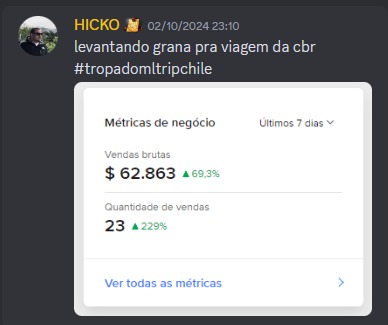 HICKO 02/10/2024 23:10
levantando grana pra viagem da cbr
#tropadomltripchile
Métricas de negócio Últimos 7 dias
Vendas brutas
$ 62.863 ▲69,3%
Quantidade de vendas
23 ▲229%
Ver todas as métricas